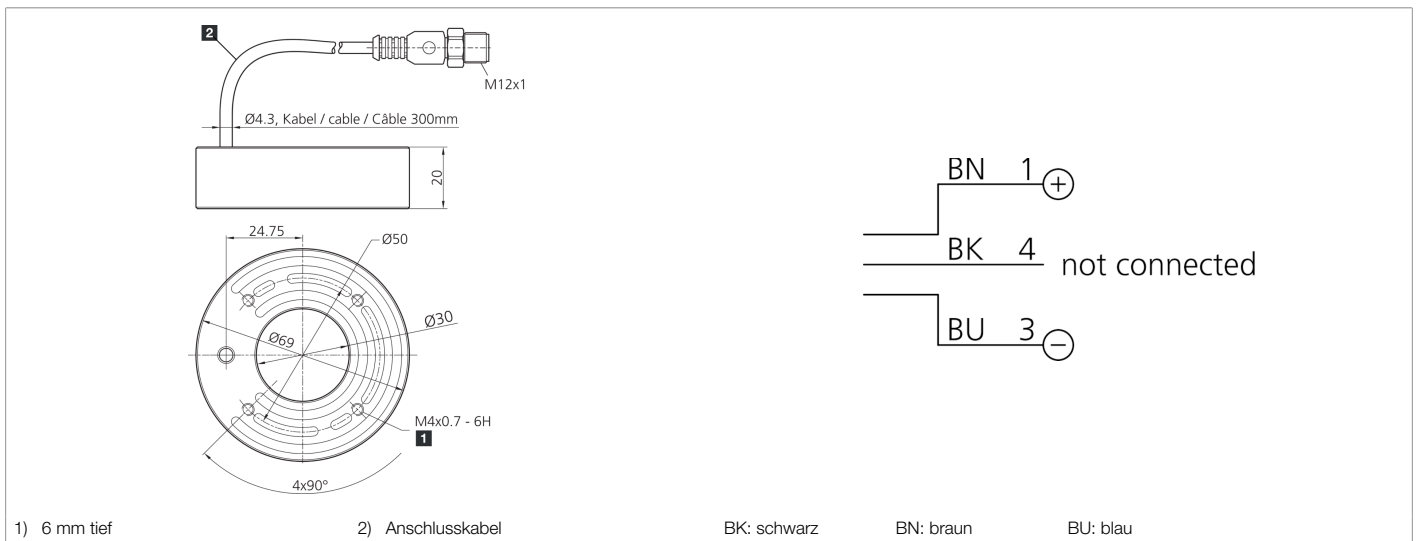 2
M12x1
Ø4.3, Kabel / cable / Câble 300mm
20
24.75
Ø50
Ø30
Ø69
M4x0.7 - 6H
1
4x90°
BN 1 +
BK 4 not connected
BU 3 −
1) 6 mm tief 2) Anschlusskabel BK: schwarz BN: braun BU: blau